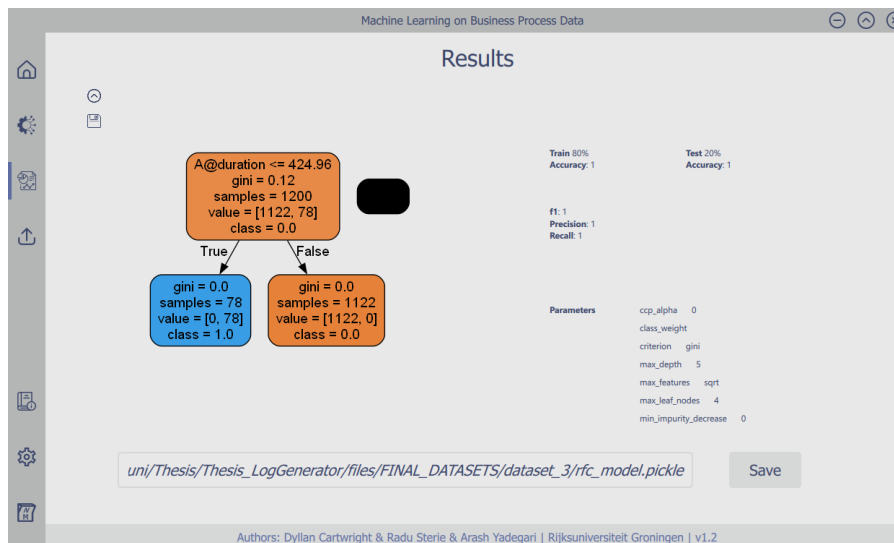 Machine Learning on Business Process Data
Results
A@duration <= 424.96
gini = 0.12
samples = 1200
value = [1122, 78]
class = 0.0
True
False
gini = 0.0
samples = 78
value = [0, 78]
class = 1.0
gini = 0.0
samples = 1122
value = [1122, 0]
class = 0.0
Train 80%
Accuracy: 1
Test 20%
Accuracy: 1
f1: 1
Precision: 1
Recall: 1
Parameters
ccp_alpha 0
class_weight
criterion gini
max_depth 5
max_features sqrt
max_leaf_nodes 4
min_impurity_decrease 0
uni/Thesis/Thesis_LogGenerator/files/FINAL_DATASETS/dataset_3/rfc_model.pickle
Save
N
M
Authors: Dyllan Cartwright & Radu Sterie & Arash Yadegari | Rijksuniversiteit Groningen | v1.2